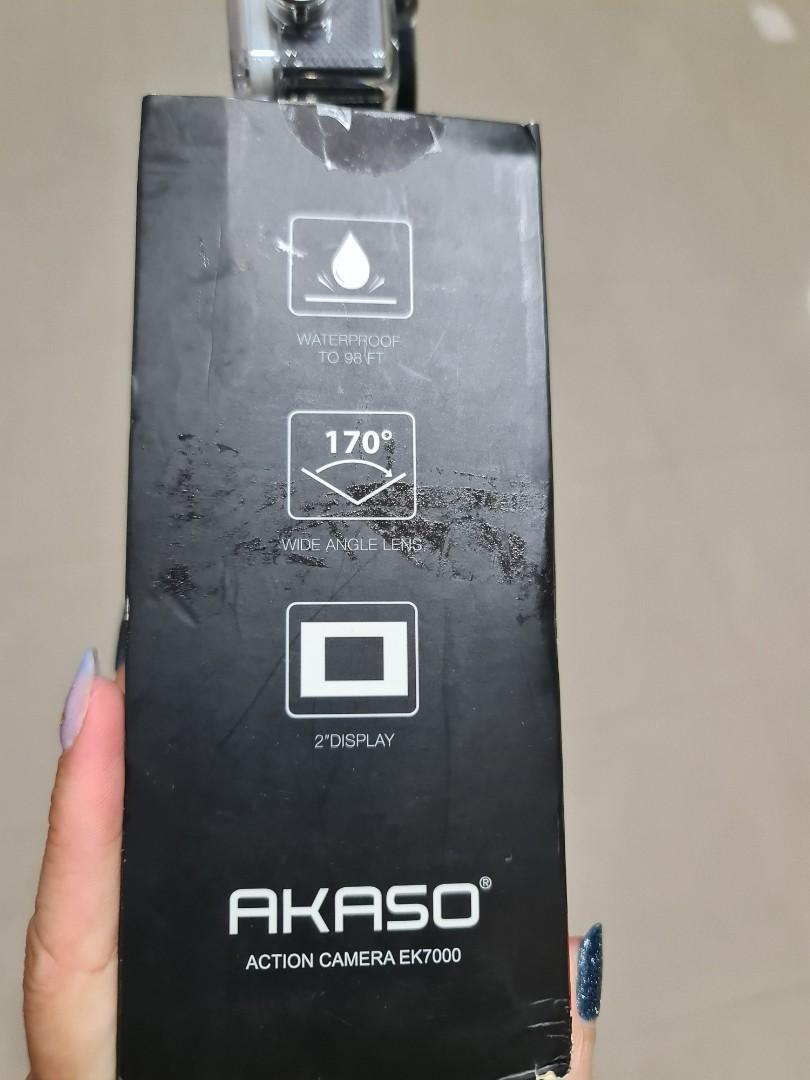 WATERPROOF
TO 98 FT
170°
WIDE ANGLE LENS
2"DISPLAY
AKASO®
ACTION CAMERA EK7000